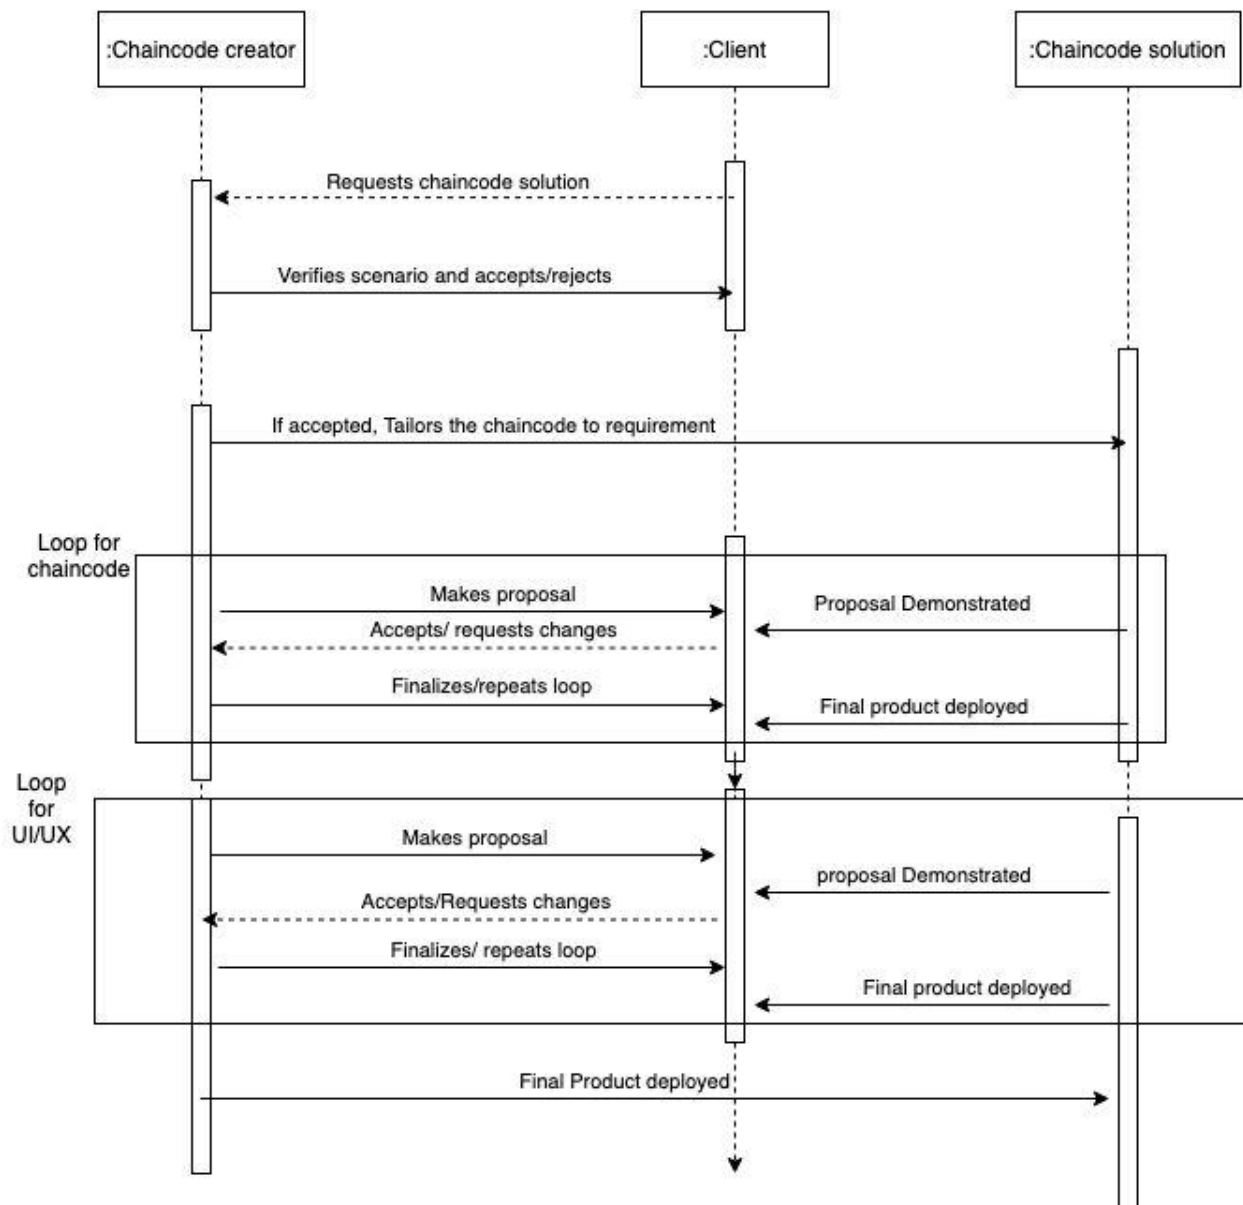 :Chaincode creator
:Client
:Chaincode solution
Requests chaincode solution
Verifies scenario and accepts/rejects
If accepted, Tailors the chaincode to requirement
Loop for
chaincode
Makes proposal
Proposal Demonstrated
Accepts/ requests changes
Finalizes/repeats loop
Final product deployed
Loop
for
UI/UX
Makes proposal
proposal Demonstrated
Accepts/Requests changes
Finalizes/ repeats loop
Final product deployed
Final Product deployed